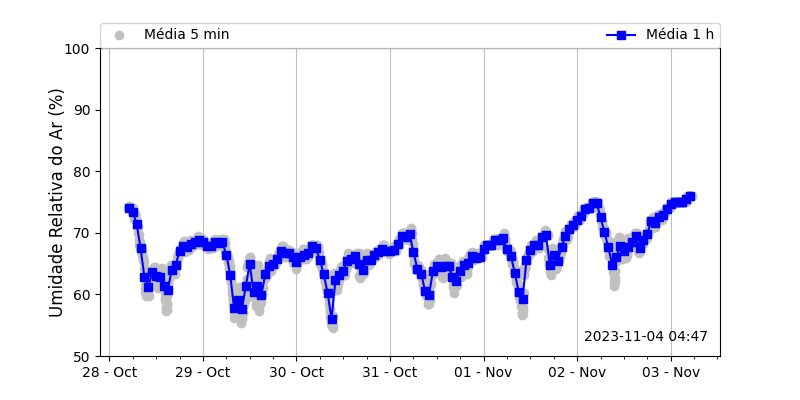 Média 5 min
Média 1 h
Umidade Relativa do Ar (%)
100
90
80
70
60
50
2023-11-04 04:47
28 - Oct
29 - Oct
30 - Oct
31 - Oct
01 - Nov
02 - Nov
03 - Nov